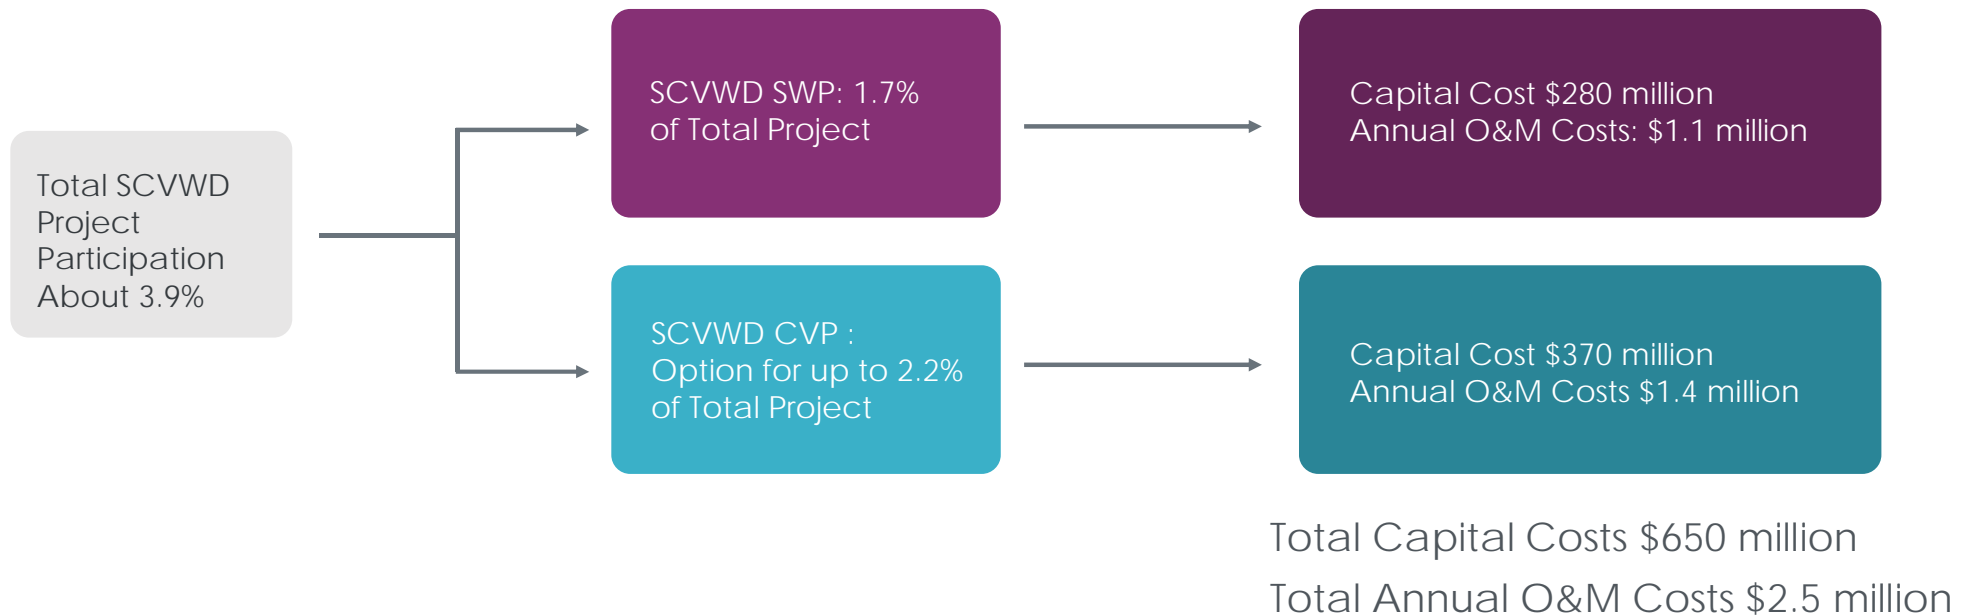 Total SCVWD
Project
Participation
About 3.9%
SCVWD SWP: 1.7%
of Total Project
Capital Cost $280 million
Annual O&M Costs: $1.1 million
SCVWD CVP :
Option for up to 2.2%
of Total Project
Capital Cost $370 million
Annual O&M Costs $1.4 million
Total Capital Costs $650 million
Total Annual O&M Costs $2.5 million